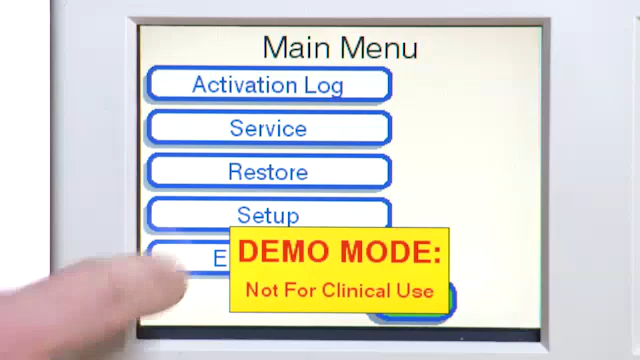 Main Menu
Activation Log
Service
Restore
Setup
DEMO MODE:
Not For Clinical Use